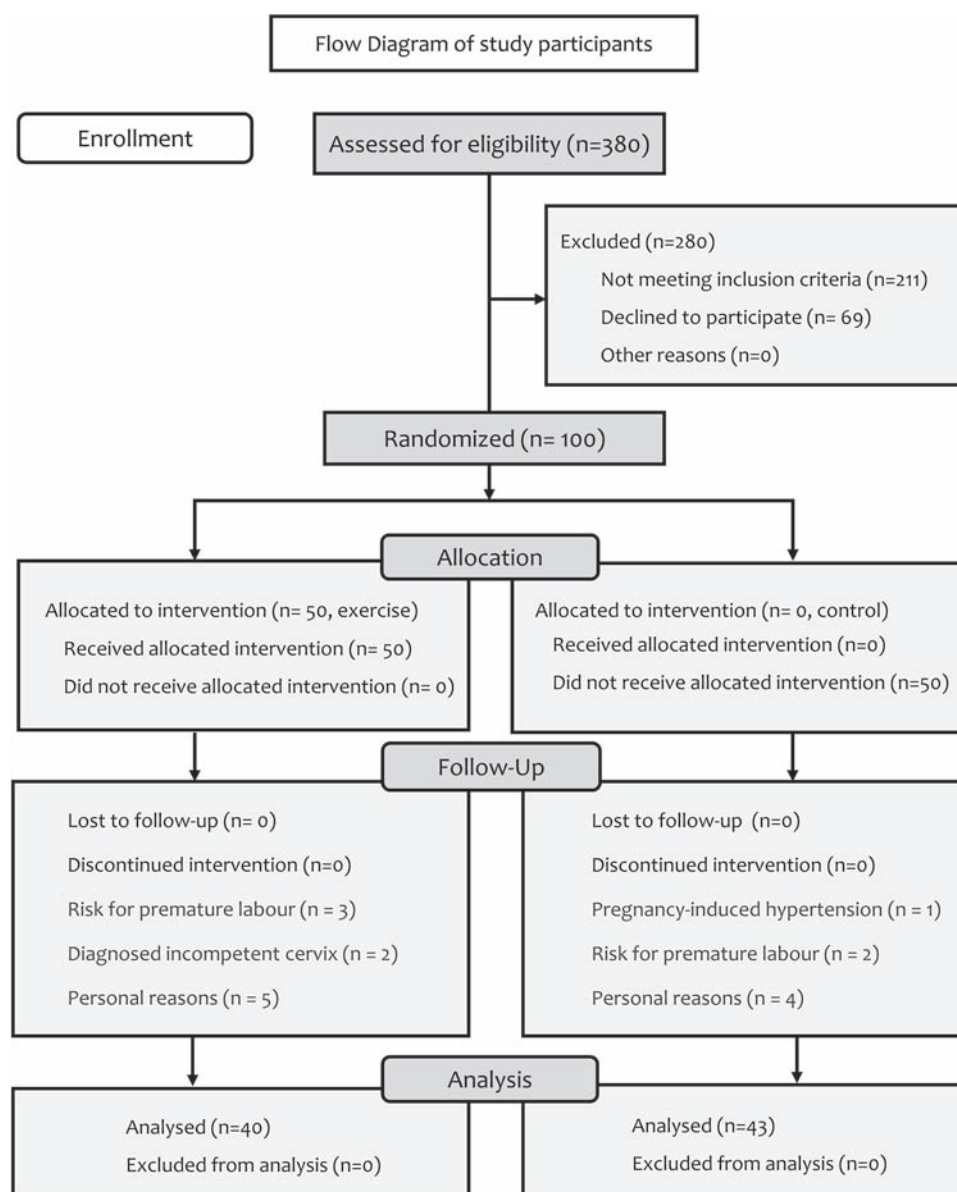 Flow Diagram of study participants
Enrollment
Assessed for eligibility (n=380)
Excluded (n=280)
Not meeting inclusion criteria (n=211)
Declined to participate (n= 69)
Other reasons (n=0)
Randomized (n= 100)
Allocation
Allocated to intervention (n= 50, exercise)
Received allocated intervention (n= 50)
Did not receive allocated intervention (n= 0)
Allocated to intervention (n= 0, control)
Received allocated intervention (n=0)
Did not receive allocated intervention (n=50)
Follow-Up
Lost to follow-up (n= 0)
Discontinued intervention (n=0)
Risk for premature labour (n = 3)
Diagnosed incompetent cervix (n = 2)
Personal reasons (n = 5)
Lost to follow-up (n=0)
Discontinued intervention (n=0)
Pregnancy-induced hypertension (n = 1)
Risk for premature labour (n = 2)
Personal reasons (n = 4)
Analysis
Analysed (n=40)
Excluded from analysis (n=0)
Analysed (n=43)
Excluded from analysis (n=0)